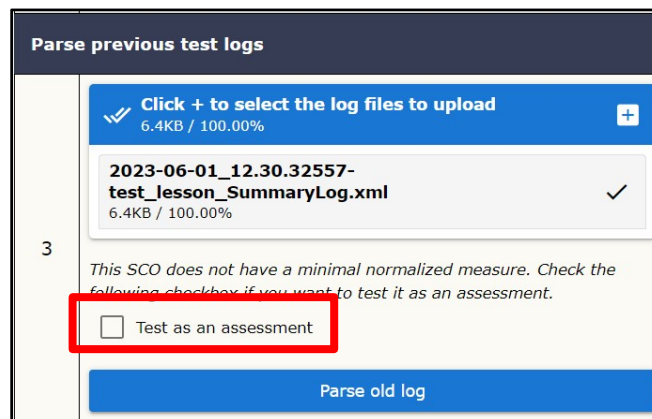 Parse previous test logs
Click + to select the log files to upload
6.4KB / 100.00%
2023-06-01_12.30.32557-
test_lesson_SummaryLog.xml
6.4KB / 100.00%
3
This SCO does not have a minimal normalized measure. Check the
following checkbox if you want to test it as an assessment.
Test as an assessment
Parse old log